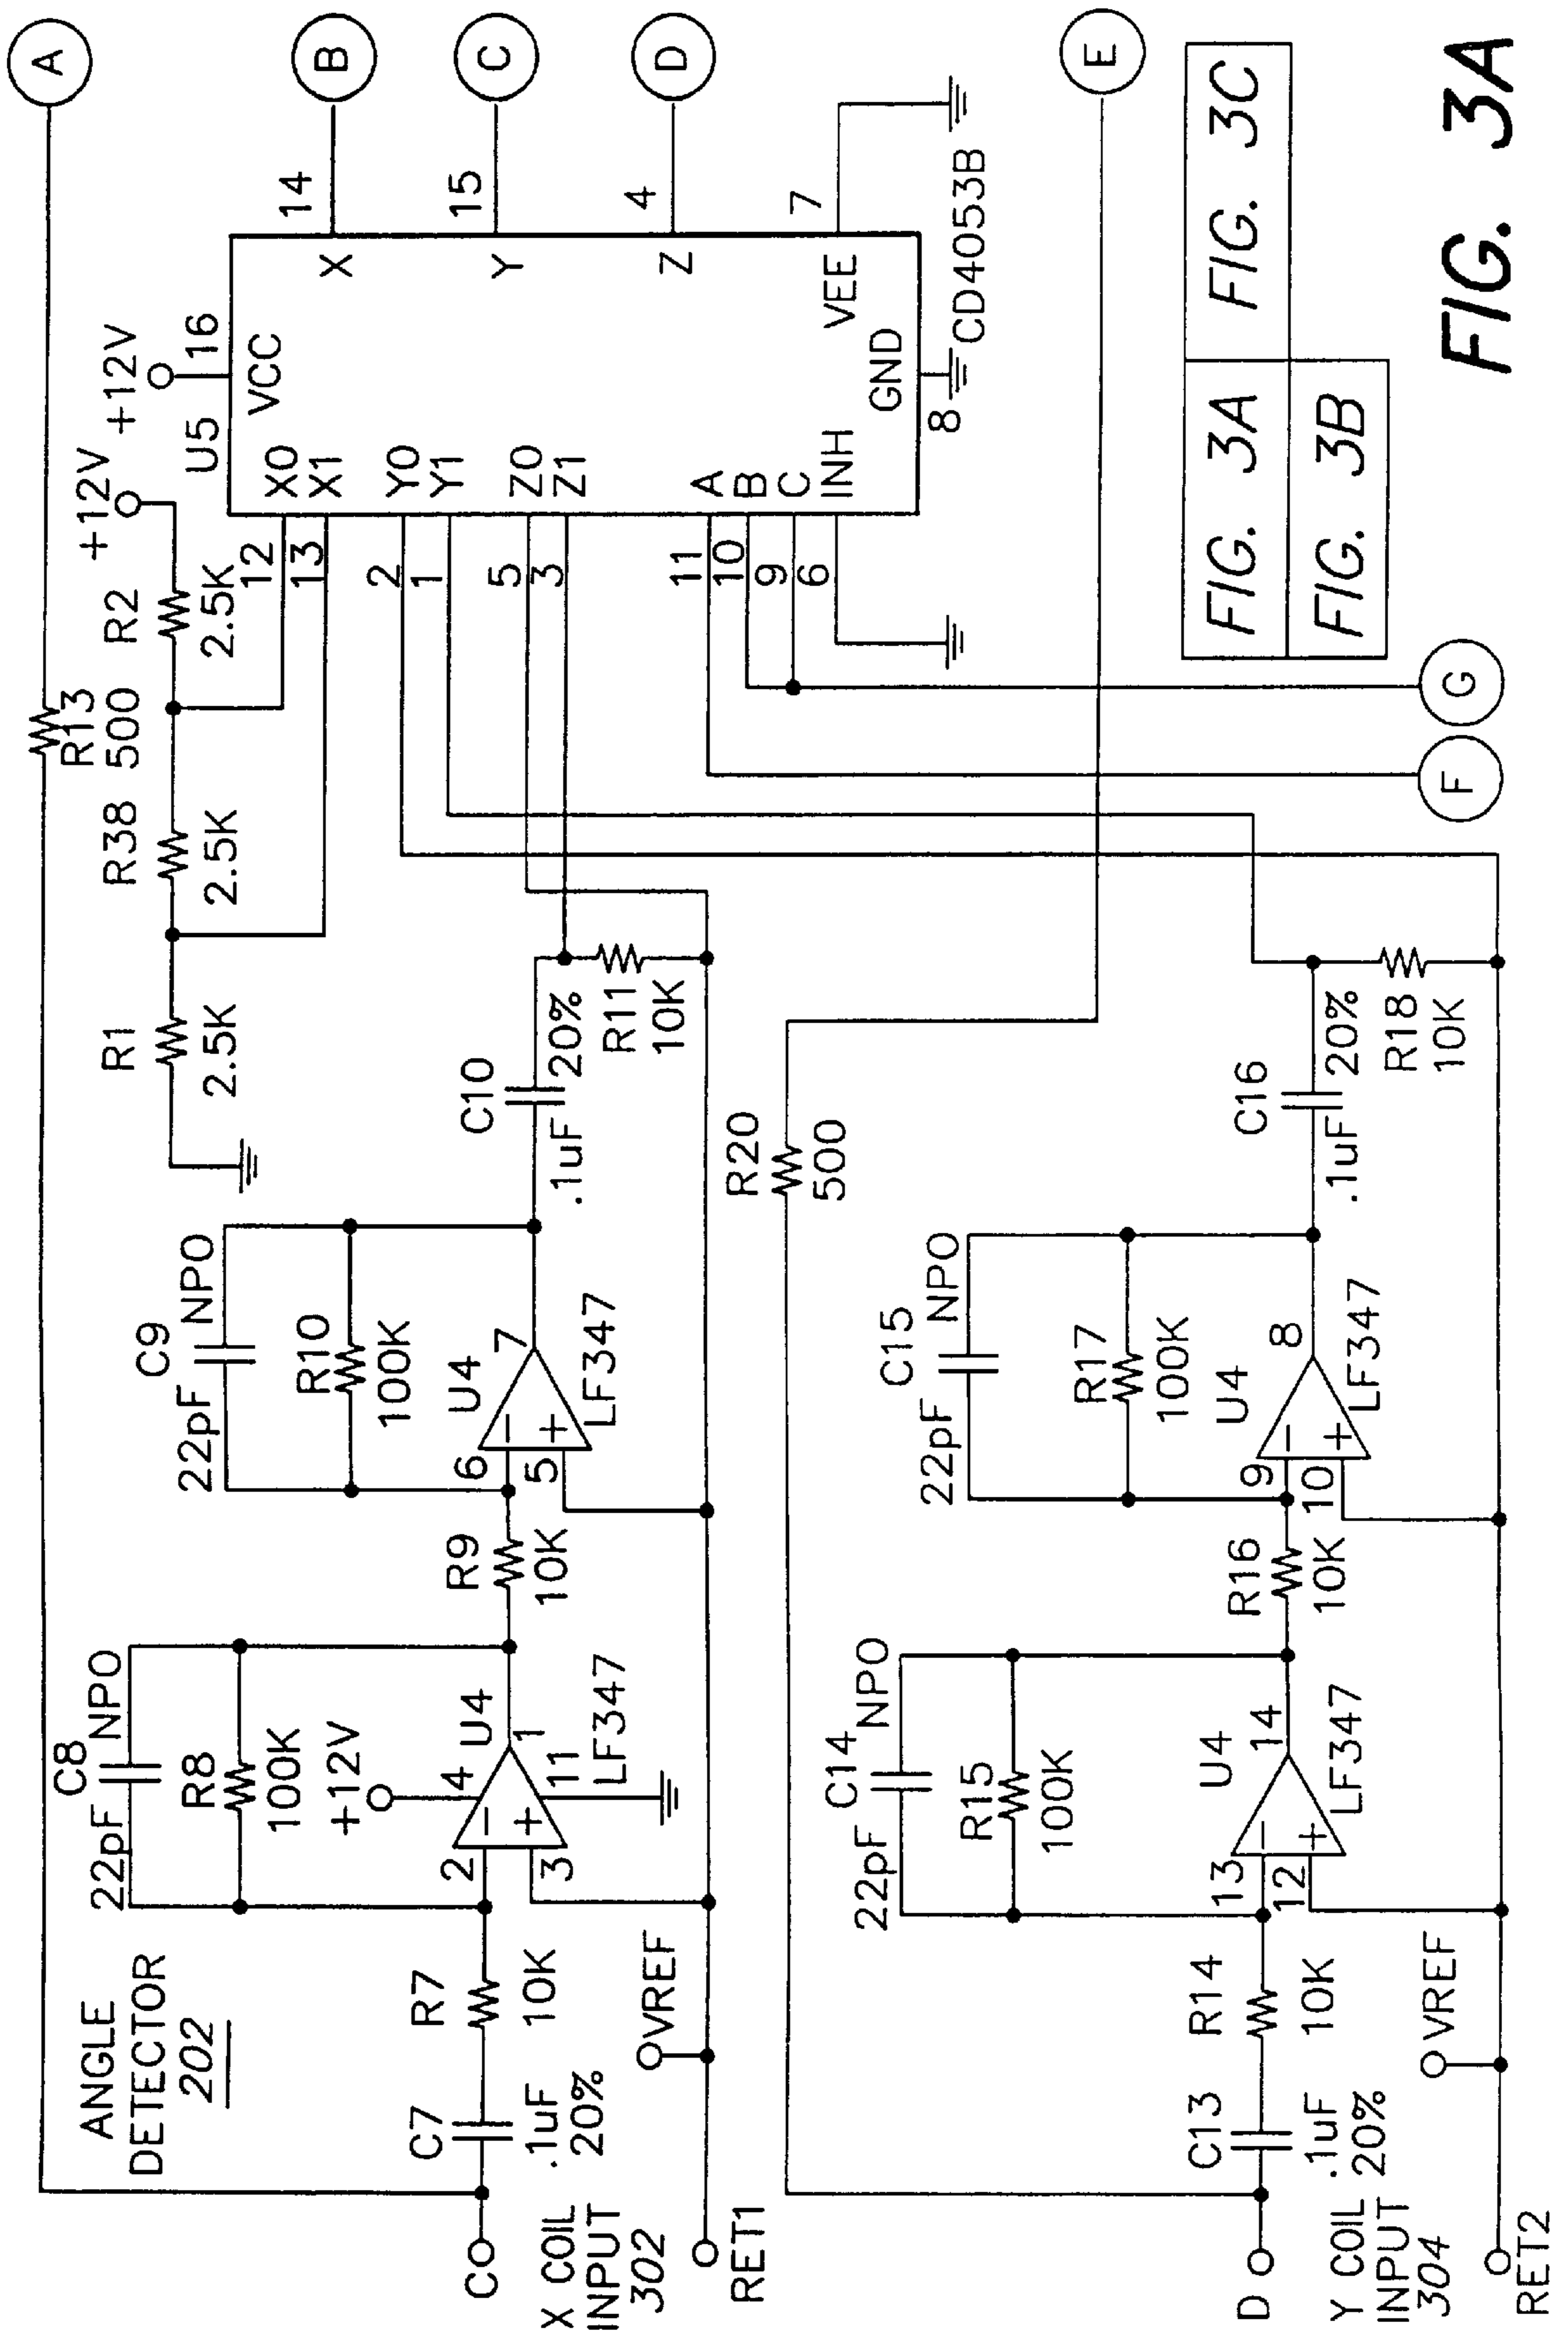 A
B
C
D
E
R13
500
+12V
+12V
R1
2.5K
R38
2.5K
R2
2.5K
U5
16
VCC
12
X0
13
X1
2
Y0
1
Y1
5
Z0
3
Z1
11
A
10
B
9
C
6
INH
X
14
Y
15
Z
4
VEE
7
GND
8
CD4053B
ANGLE
DETECTOR
202
C8
22pF
NPO
R8
100K
+12V
4
U4
2
3
1
11
LF347
C7
.1uF
20%
R7
10K
C
X COIL
INPUT
302
VREF
RET1
C9
22pF
NPO
R10
100K
R9
10K
U4
6
5
7
LF347
C10
.1uF
20%
R11
10K
R20
500
C14
22pF
NPO
R15
100K
U4
13
12
14
LF347
C13
.1uF
20%
R14
10K
D
Y COIL
INPUT
304
VREF
RET2
C15
22pF
NPO
R17
100K
R16
10K
U4
9
10
8
LF347
C16
.1uF
20%
R18
10K
F
G
FIG. 3A
FIG. 3C
FIG. 3B
FIG. 3A